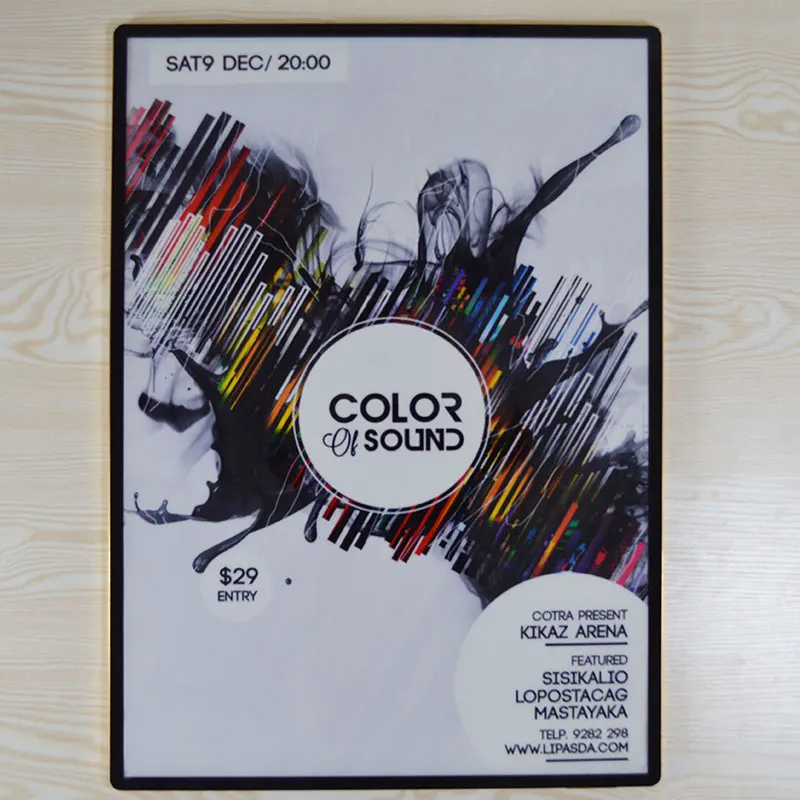 SAT9 DEC/ 20:00
COLOR
Of SOUND
$29
ENTRY
COTRA PRESENT
KIKAZ ARENA
FEATURED
SISIKALIO
LOPOSTACAG
MASTAYAKA
TELP. 9282 298
WWW.LIPASDA.COM